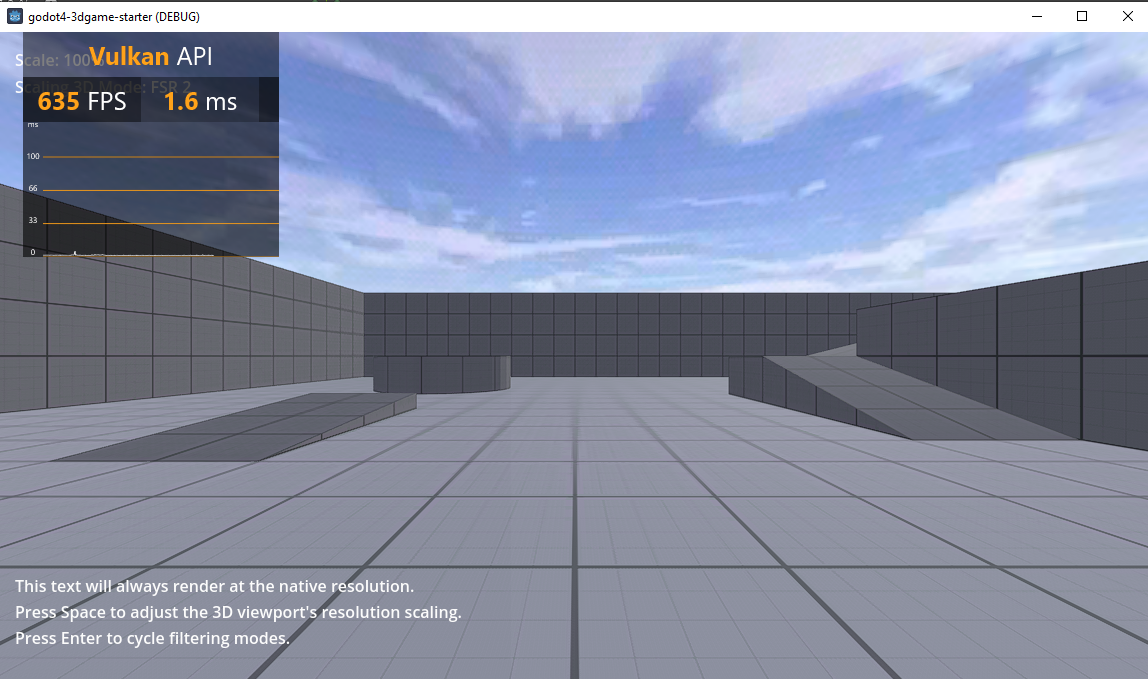 godot4-3dgame-starter (DEBUG)
Vulkan API
Scale: 100%
Scaling 3D Mode: FSR 2
635 FPS 1.6 ms
ms
100
66
33
0
This text will always render at the native resolution.
Press Space to adjust the 3D viewport's resolution scaling.
Press Enter to cycle filtering modes.